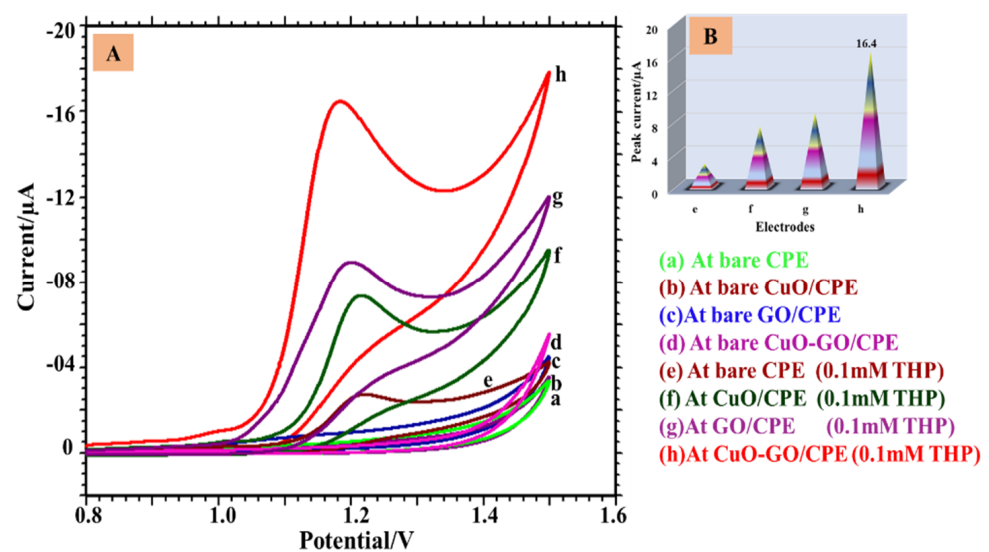 A
-20
-16
-12
-08
-04
0
Current/µA
0.8 1.0 1.2 1.4 1.6
Potential/V
h
g
f
d
c
e
b
a
B
20
16
12
8
4
0
Peak current/µA
16.4
e f g h
Electrodes
(a) At bare CPE
(b) At bare CuO/CPE
(c)At bare GO/CPE
(d) At bare CuO-GO/CPE
(e) At bare CPE (0.1mM THP)
(f) At CuO/CPE (0.1mM THP)
(g)At GO/CPE (0.1mM THP)
(h)At CuO-GO/CPE (0.1mM THP)